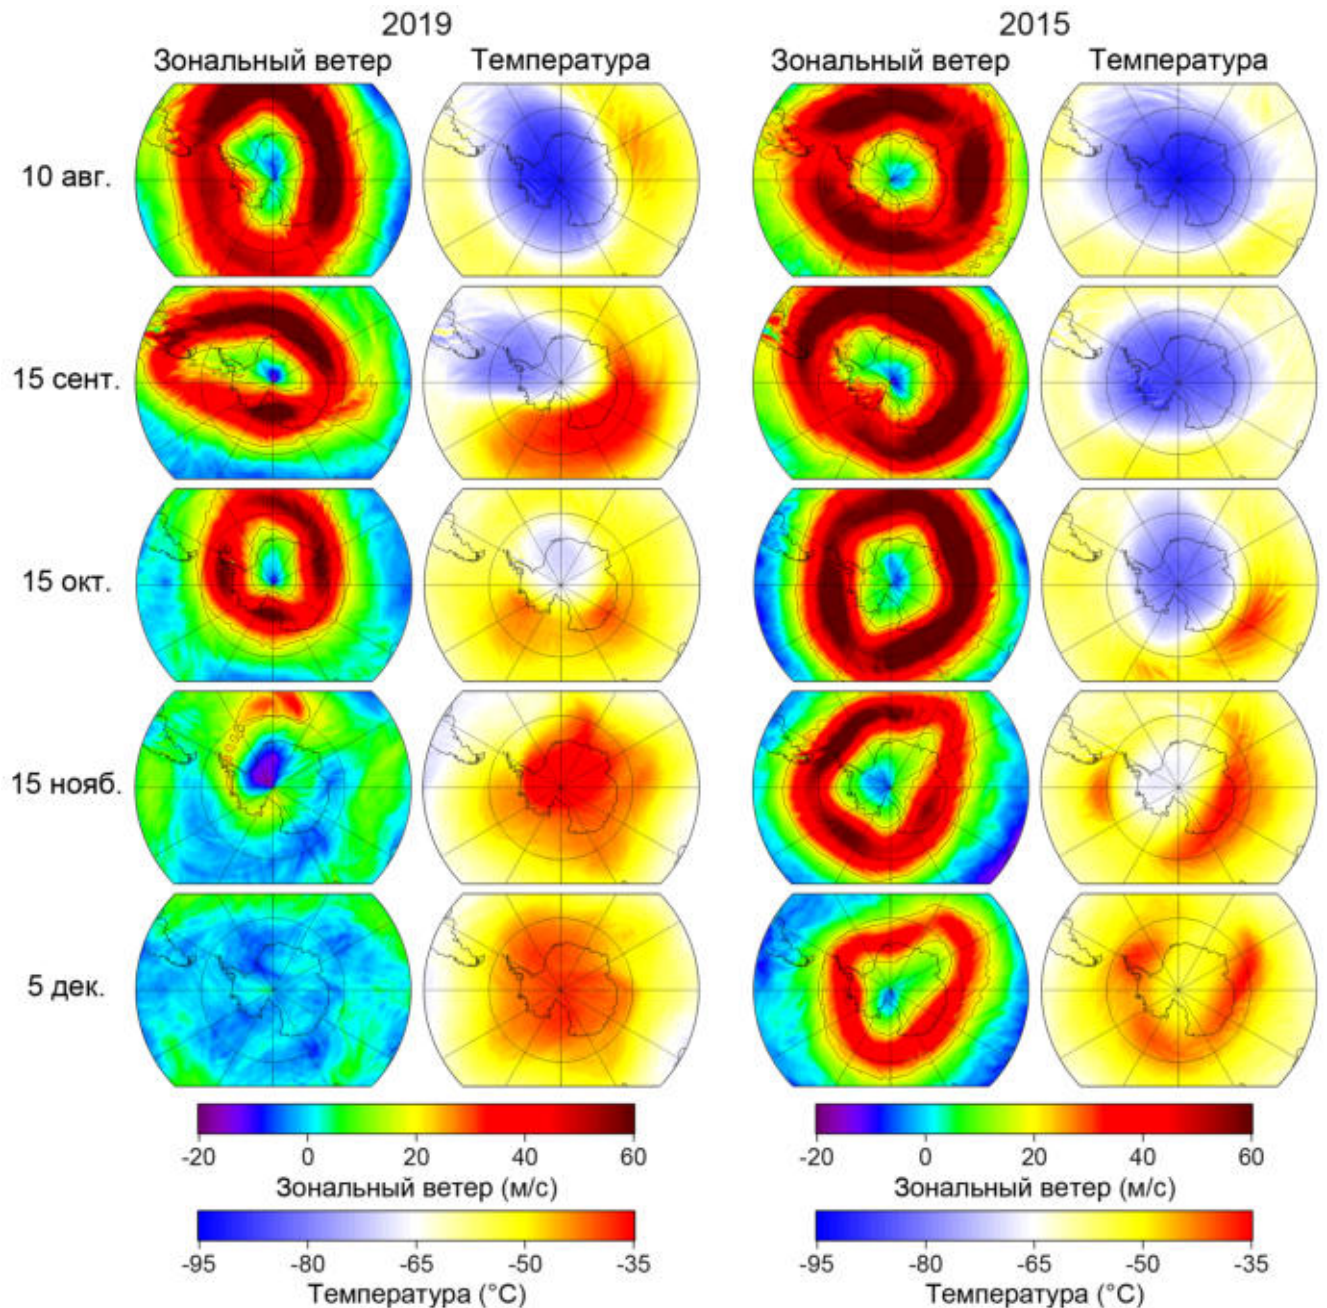 2019 2015
Зональный ветер Температура Зональный ветер Температура
10 авг.
15 сент.
15 окт.
15 нояб.
5 дек.
-20 0 20 40 60 -20 0 20 40 60
Зональный ветер (м/с) Зональный ветер (м/с)
-95 -80 -65 -50 -35 -95 -80 -65 -50 -35
Температура (°C) Температура (°C)